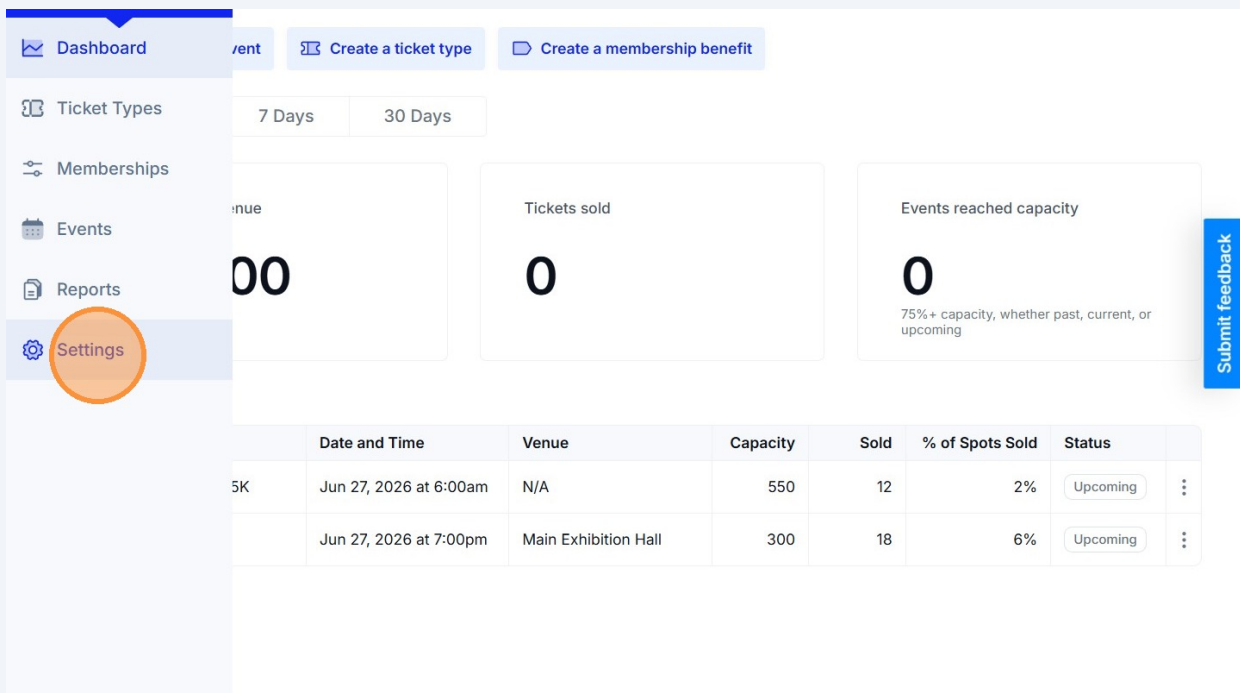 Dashboard
Ticket Types
Memberships
Events
Reports
Settings
Create a ticket type
Create a membership benefit
7 Days
30 Days
00
Tickets sold
0
Events reached capacity
0
75%+ capacity, whether past, current, or
upcoming
Submit feedback
Date and Time Venue Capacity Sold % of Spots Sold Status
5K Jun 27, 2026 at 6:00am N/A 550 12 2% Upcoming
Jun 27, 2026 at 7:00pm Main Exhibition Hall 300 18 6% Upcoming